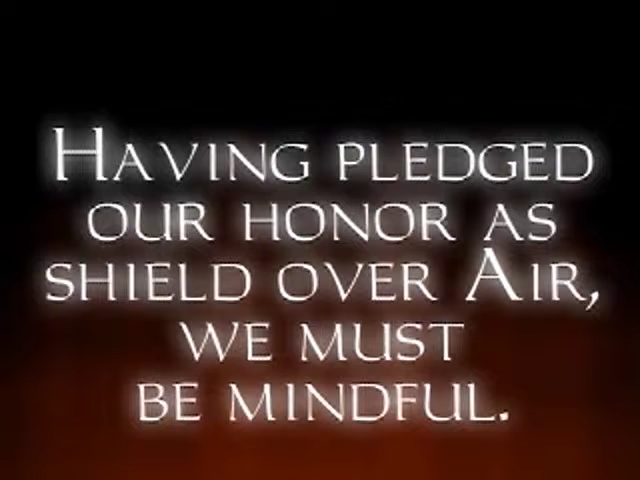 Having pledged
our honor as
shield over Air,
we must
be mindful.